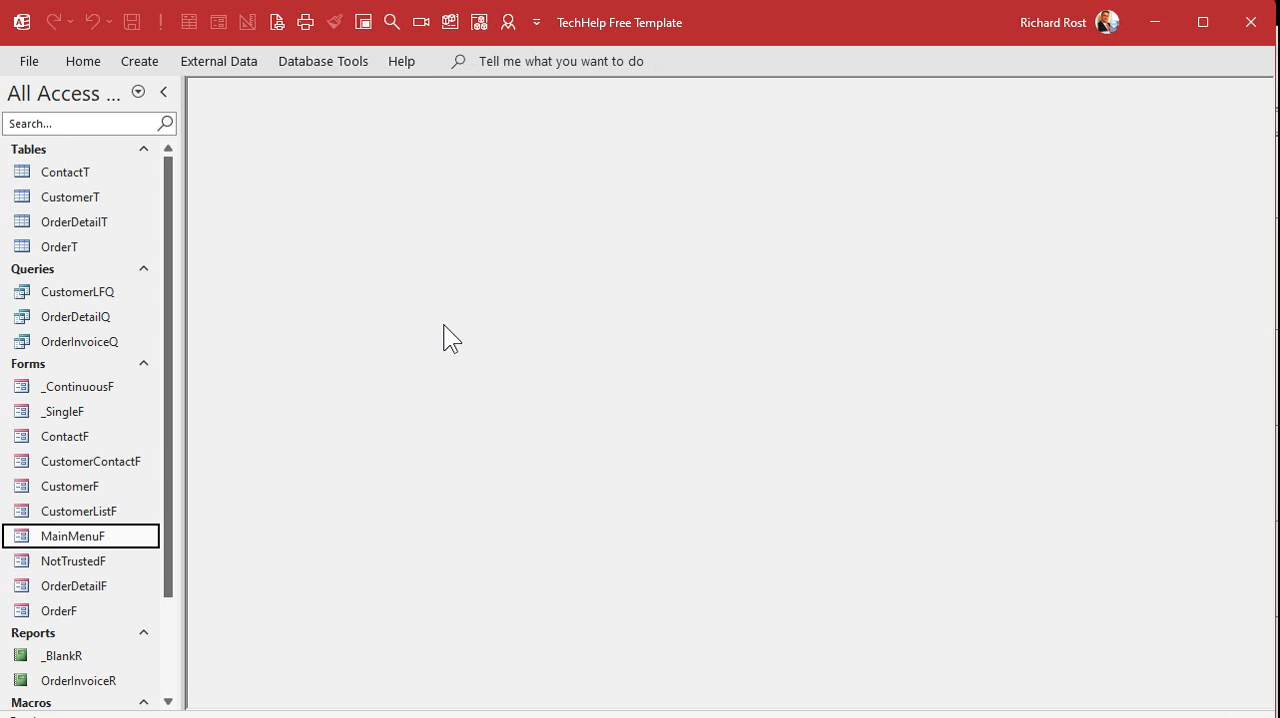 TechHelp Free Template
Richard Rost
File Home Create External Data Database Tools Help Tell me what you want to do
All Access ...
Search...
Tables
ContactT
CustomerT
OrderDetailT
OrderT
Queries
CustomerLFQ
OrderDetailQ
OrderInvoiceQ
Forms
_ContinuousF
_SingleF
ContactF
CustomerContactF
CustomerF
CustomerListF
MainMenuF
NotTrustedF
OrderDetailF
OrderF
Reports
_BlankR
OrderInvoiceR
Macros